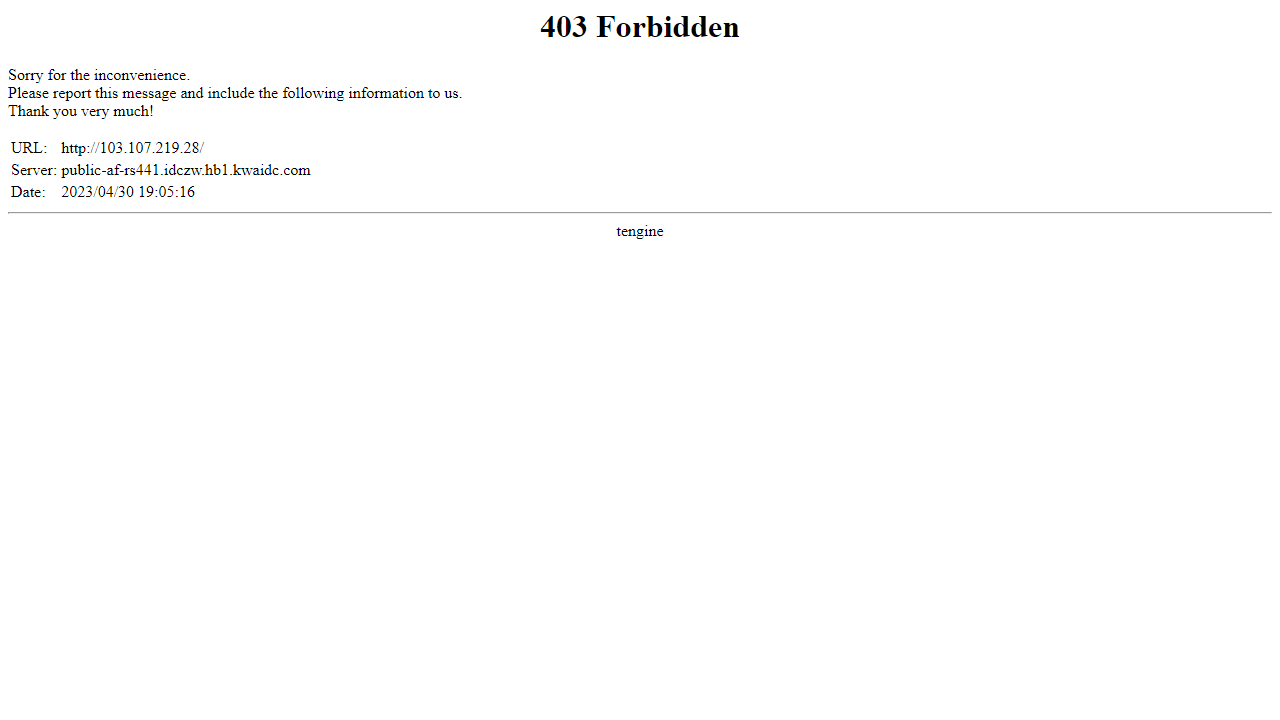 403 Forbidden
Sorry for the inconvenience.
Please report this message and include the following information to us.
Thank you very much!
URL: http://103.107.219.28/
Server: public-af-rs441.idczw.hb1.kwaidc.com
Date: 2023/04/30 19:05:16
tengine